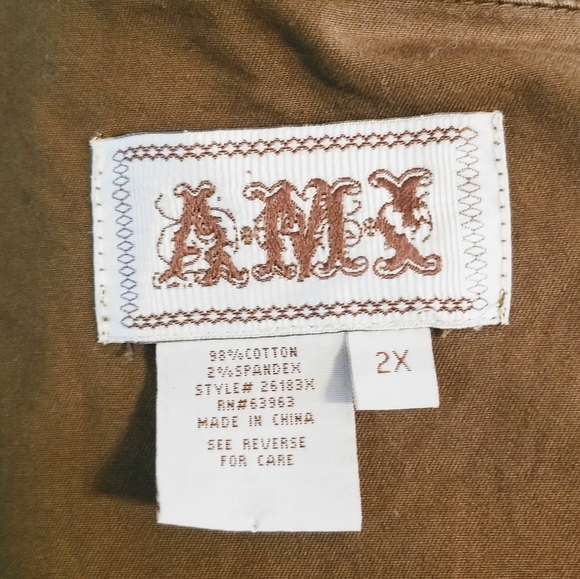 A·M·I
98%COTTON
2%SPANDEX
STYLE# 26183X
RN#63963
MADE IN CHINA
SEE REVERSE
FOR CARE
2X